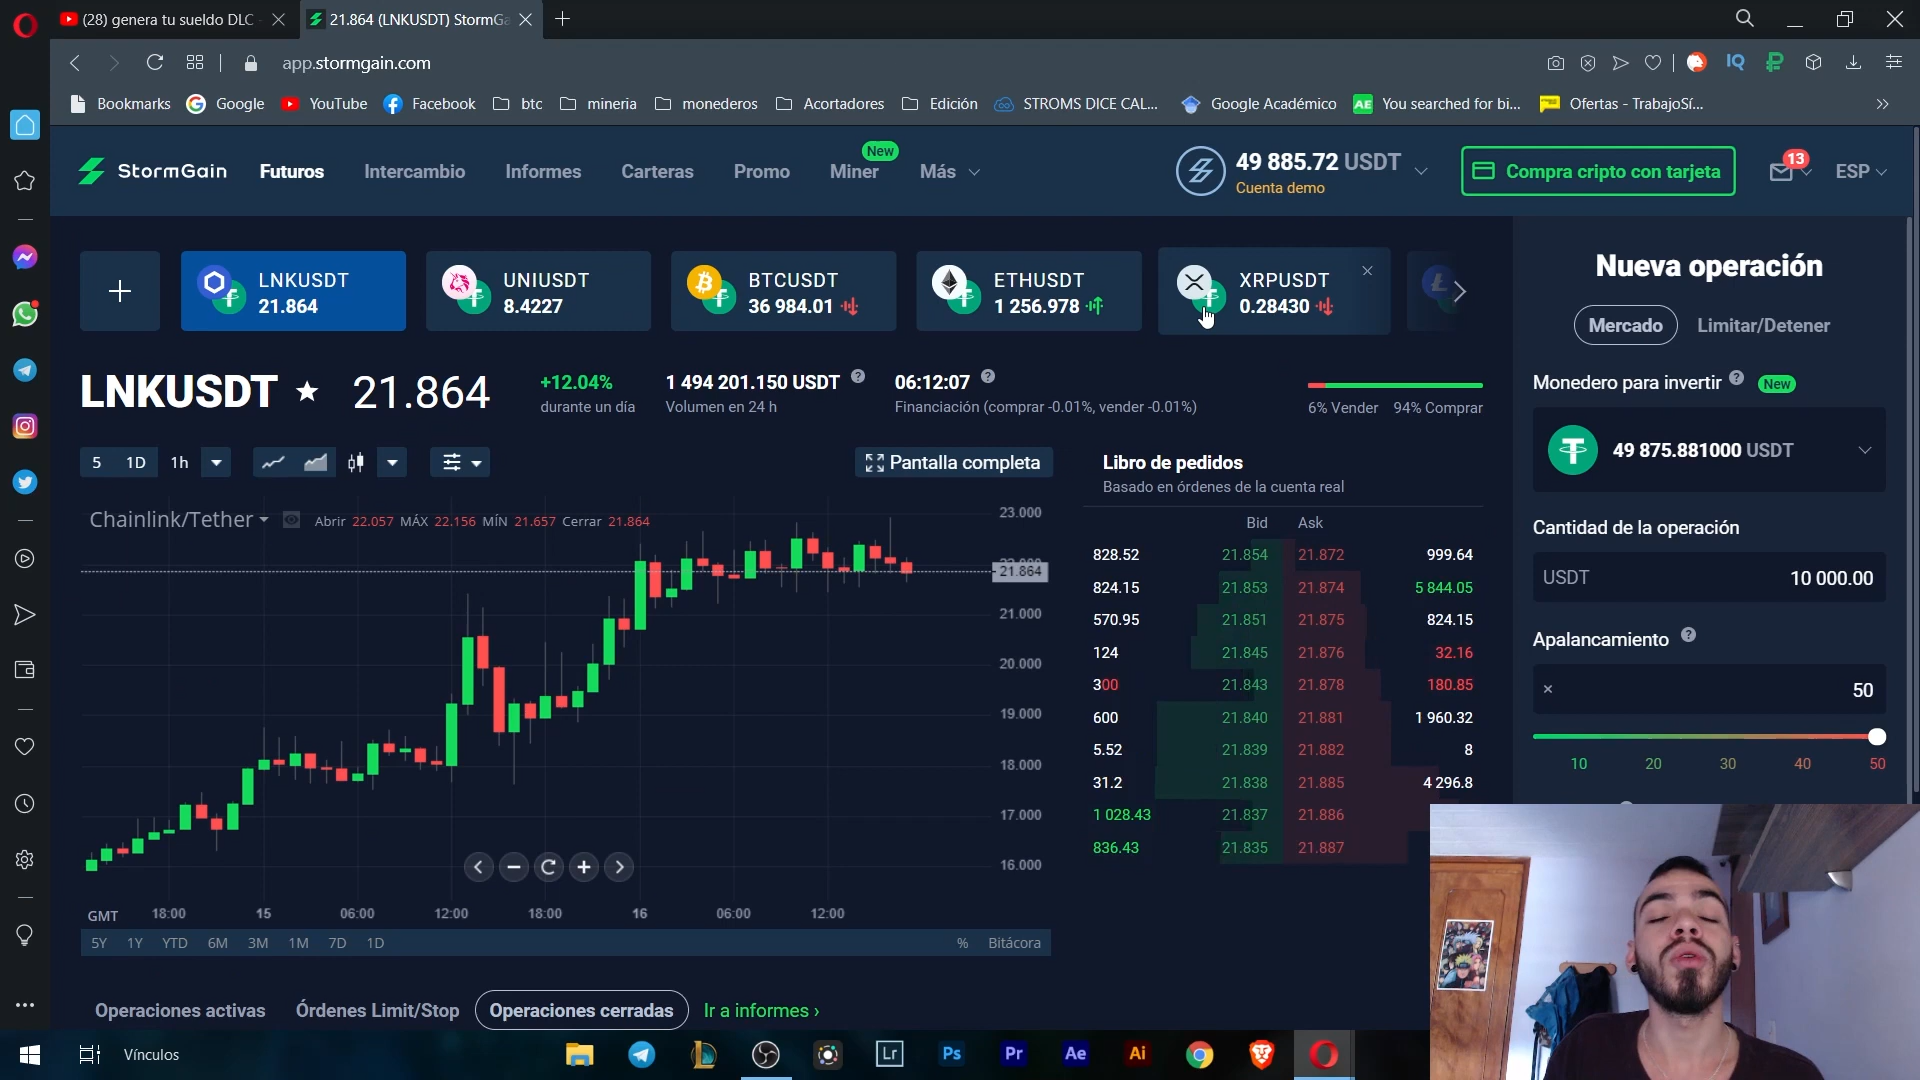 (28) genera tu sueldo DLC
21.864 (LNKUSDT) StormGa
app.stormgain.com
IQ
Bookmarks
Google
YouTube
Facebook
btc
mineria
monederos
Acortadores
Edición
STROMS DICE CAL...
Google Académico
AE
You searched for bi...
Ofertas - TrabajoSí...
StormGain
Futuros
Intercambio
Informes
Carteras
Promo
Miner
New
Más
49 885.72 USDT
Cuenta demo
Compra cripto con tarjeta
13
ESP
LNKUSDT
21.864
UNIUSDT
8.4227
BTCUSDT
36 984.01
ETHUSDT
1 256.978
XRPUSDT
0.28430
LNKUSDT
21.864
+12.04%
durante un día
1 494 201.150 USDT
Volumen en 24 h
06:12:07
Financiación (comprar -0.01%, vender -0.01%)
6% Vender 94% Comprar
5 1D 1h
Pantalla completa
Chainlink/Tether
Abrir 22.057 MÁX 22.156 MÍN 21.657 Cerrar 21.864
23.000
21.864
21.000
20.000
19.000
18.000
17.000
16.000
GMT 18:00 15 06:00 12:00 18:00 16 06:00 12:00
5Y 1Y YTD 6M 3M 1M 7D 1D
% Bitácora
Libro de pedidos
Basado en órdenes de la cuenta real
Bid Ask
828.52 21.854 21.872 999.64
824.15 21.853 21.874 5 844.05
570.95 21.851 21.875 824.15
124 21.845 21.876 32.16
300 21.843 21.878 180.85
600 21.840 21.881 1 960.32
5.52 21.839 21.882 8
31.2 21.838 21.885 4 296.8
1 028.43 21.837 21.886
836.43 21.835 21.887
Nueva operación
Mercado
Limitar/Detener
Monedero para invertir
New
49 875.881000 USDT
Cantidad de la operación
USDT 10 000.00
Apalancamiento
× 50
10 20 30 40 50
Operaciones activas
Órdenes Limit/Stop
Operaciones cerradas
Ir a informes ›
Vínculos
Lr
Ps
Pr
Ae
Ai